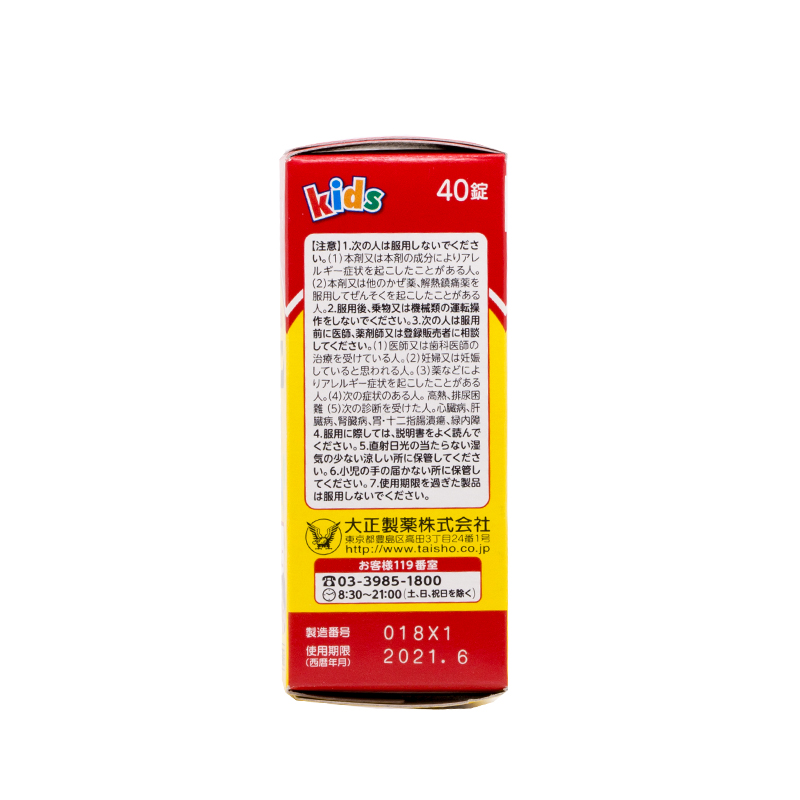 kids
40錠
【注意】1.次の人は服用しないでくださ
い。(1)本剤又は本剤の成分によりアレ
ルギー症状を起こしたことがある人。
(2)本剤又は他のかぜ薬、解熱鎮痛薬を
服用してぜんそくを起こしたことがある
人。2.服用後、乗物又は機械類の運転操
作をしないでください。3.次の人は服用
前に医師、薬剤師又は登録販売者に相談
してください。(1)医師又は歯科医師の
治療を受けている人。(2)妊婦又は妊娠
していると思われる人。(3)薬などによ
りアレルギー症状を起こしたことがある
人。(4)次の症状のある人。高熱、排尿困
難 (5)次の診断を受けた人。心臓病、肝
臓病、腎臓病、胃・十二指腸潰瘍、緑内障
4.服用に際しては、説明書をよく読んで
ください。5.直射日光の当たらない湿
気の少ない涼しい所に保管してくださ
い。6.小児の手の届かない所に保管し
てください。7.使用期限を過ぎた製品
は服用しないでください。
大正製薬株式会社
東京都豊島区高田3丁目24番1号
http://www.taisho.co.jp
お客様119番室
☎03-3985-1800
8:30〜21:00(土、日、祝日を除く)
製造番号 018X1
使用期限 2021.6
(西暦年月)